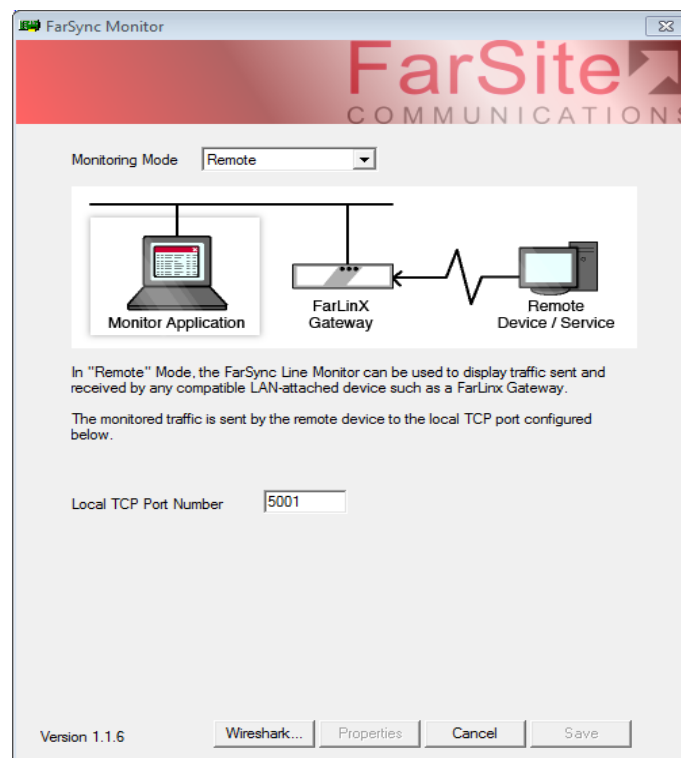 FarSync Monitor
FarSite
COMMUNICATIONS
Monitoring Mode Remote
Monitor Application
FarLinX
Gateway
Remote
Device / Service
In "Remote" Mode, the FarSync Line Monitor can be used to display traffic sent and
received by any compatible LAN-attached device such as a FarLinx Gateway.
The monitored traffic is sent by the remote device to the local TCP port configured
below.
Local TCP Port Number 5001
Version 1.1.6 Wireshark... Properties Cancel Save